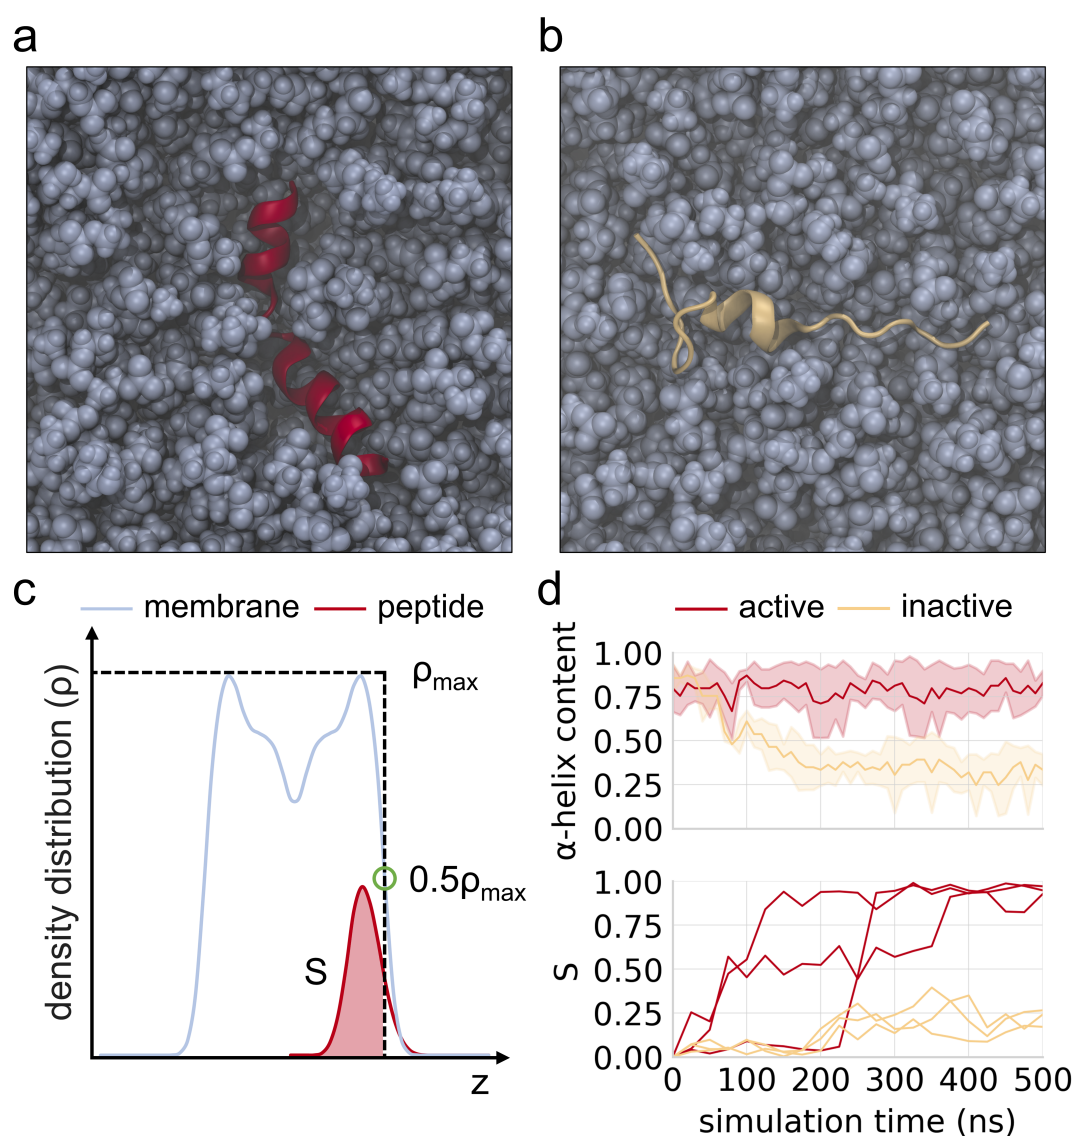 a
b
c
membrane
peptide
density distribution (ρ)
ρmax
0.5ρmax
S
z
d
active
inactive
α-helix content
1.00
0.75
0.50
0.25
0.00
S
1.00
0.75
0.50
0.25
0.00
0 100 200 300 400 500
simulation time (ns)